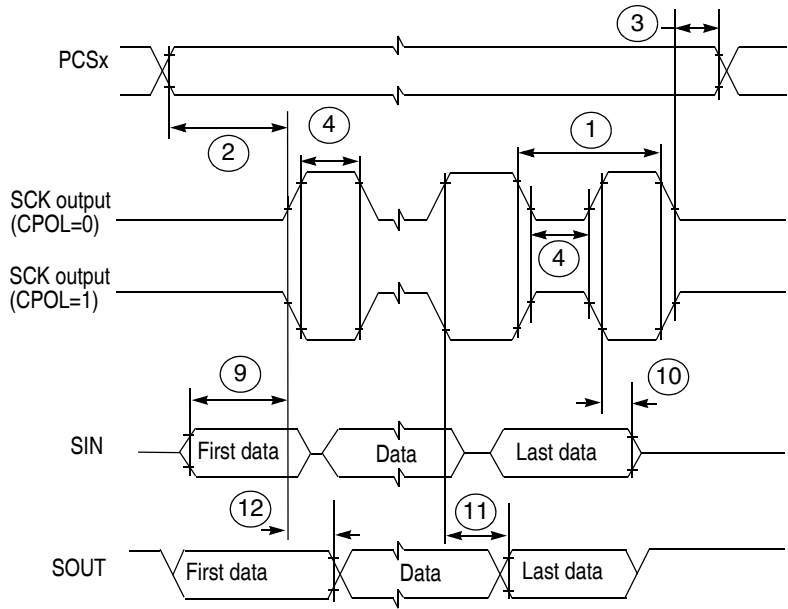 3
PCSx
2
4
1
SCK output
(CPOL=0)
4
SCK output
(CPOL=1)
9
10
SIN
First data
Data
Last data
12
11
SOUT
First data
Data
Last data